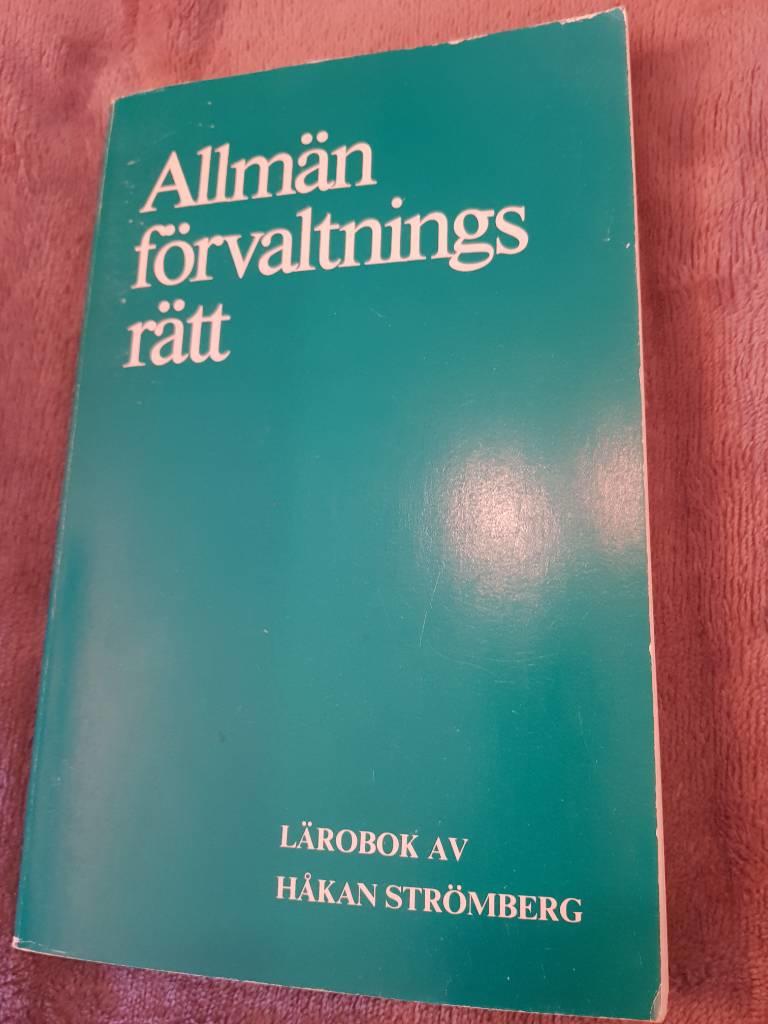 Allmän
förvaltnings
rätt
LÄROBOK AV
HÅKAN STRÖMBERG